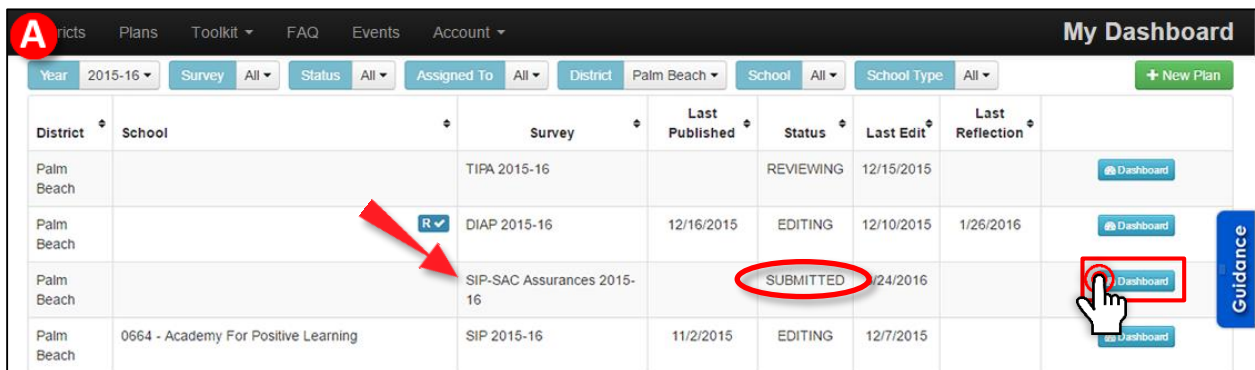 A
ricts Plans Toolkit FAQ Events Account My Dashboard
Year 2015-16 Survey All Status All Assigned To All District Palm Beach School All School Type All + New Plan
District School Survey Last Published Status Last Edit Last Reflection
Palm Beach TIPA 2015-16 REVIEWING 12/15/2015 Dashboard
Palm Beach R DIAP 2015-16 12/16/2015 EDITING 12/10/2015 1/26/2016 Dashboard
Palm Beach SIP-SAC Assurances 2015-16 SUBMITTED /24/2016 Dashboard
Palm Beach 0664 - Academy For Positive Learning SIP 2015-16 11/2/2015 EDITING 12/7/2015 Dashboard
Guidance